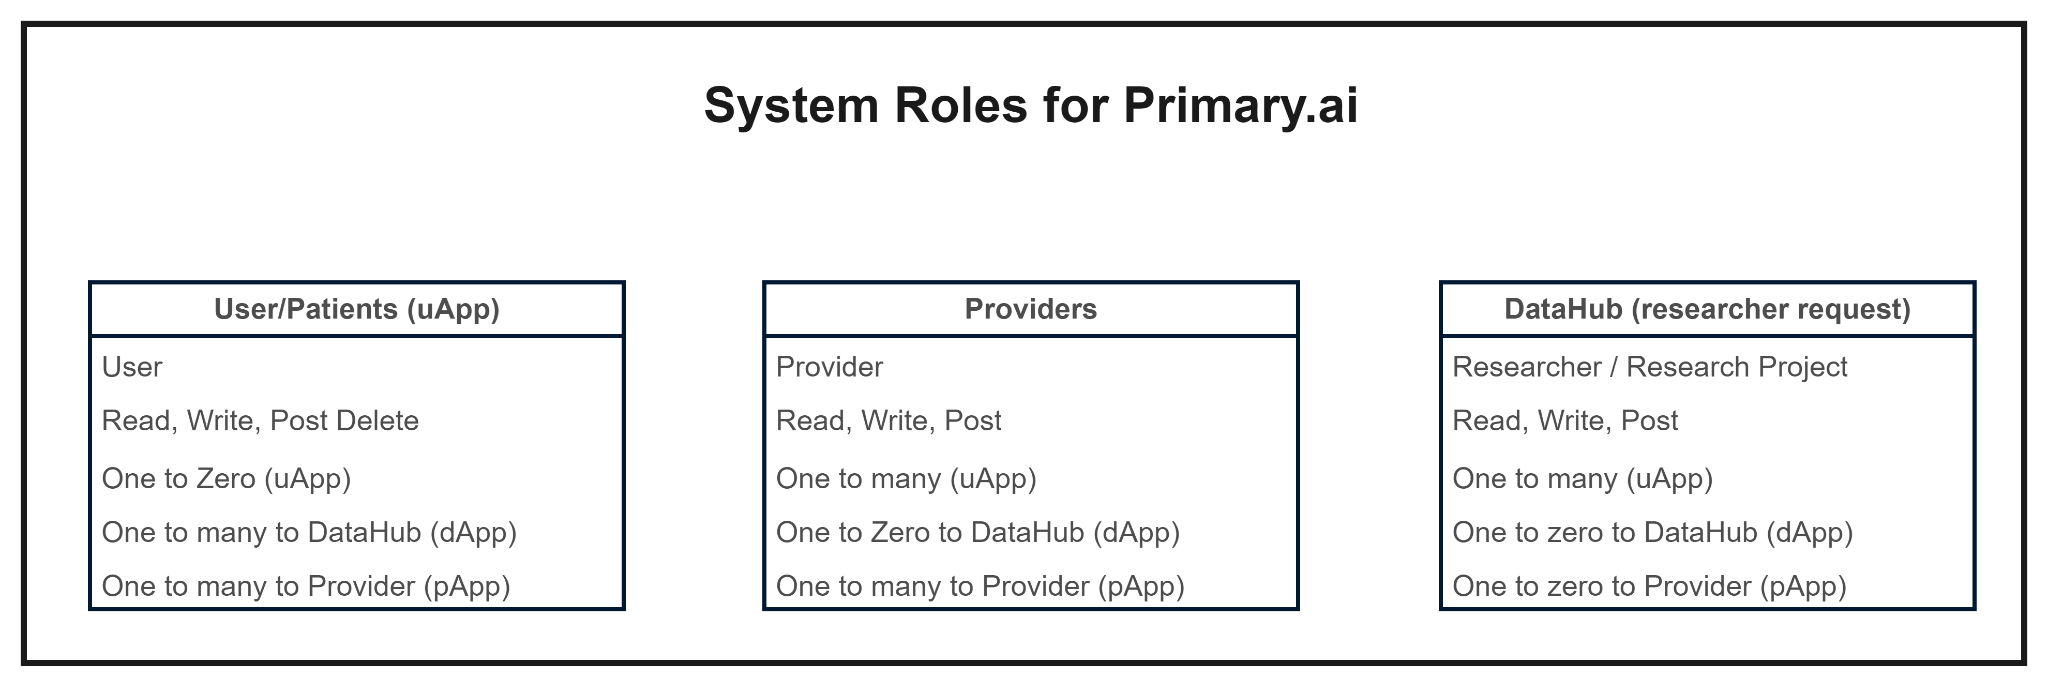 System Roles for Primary.ai
User/Patients (uApp)
User
Read, Write, Post Delete
One to Zero (uApp)
One to many to DataHub (dApp)
One to many to Provider (pApp)
Providers
Provider
Read, Write, Post
One to many (uApp)
One to Zero to DataHub (dApp)
One to many to Provider (pApp)
DataHub (researcher request)
Researcher / Research Project
Read, Write, Post
One to many (uApp)
One to zero to DataHub (dApp)
One to zero to Provider (pApp)